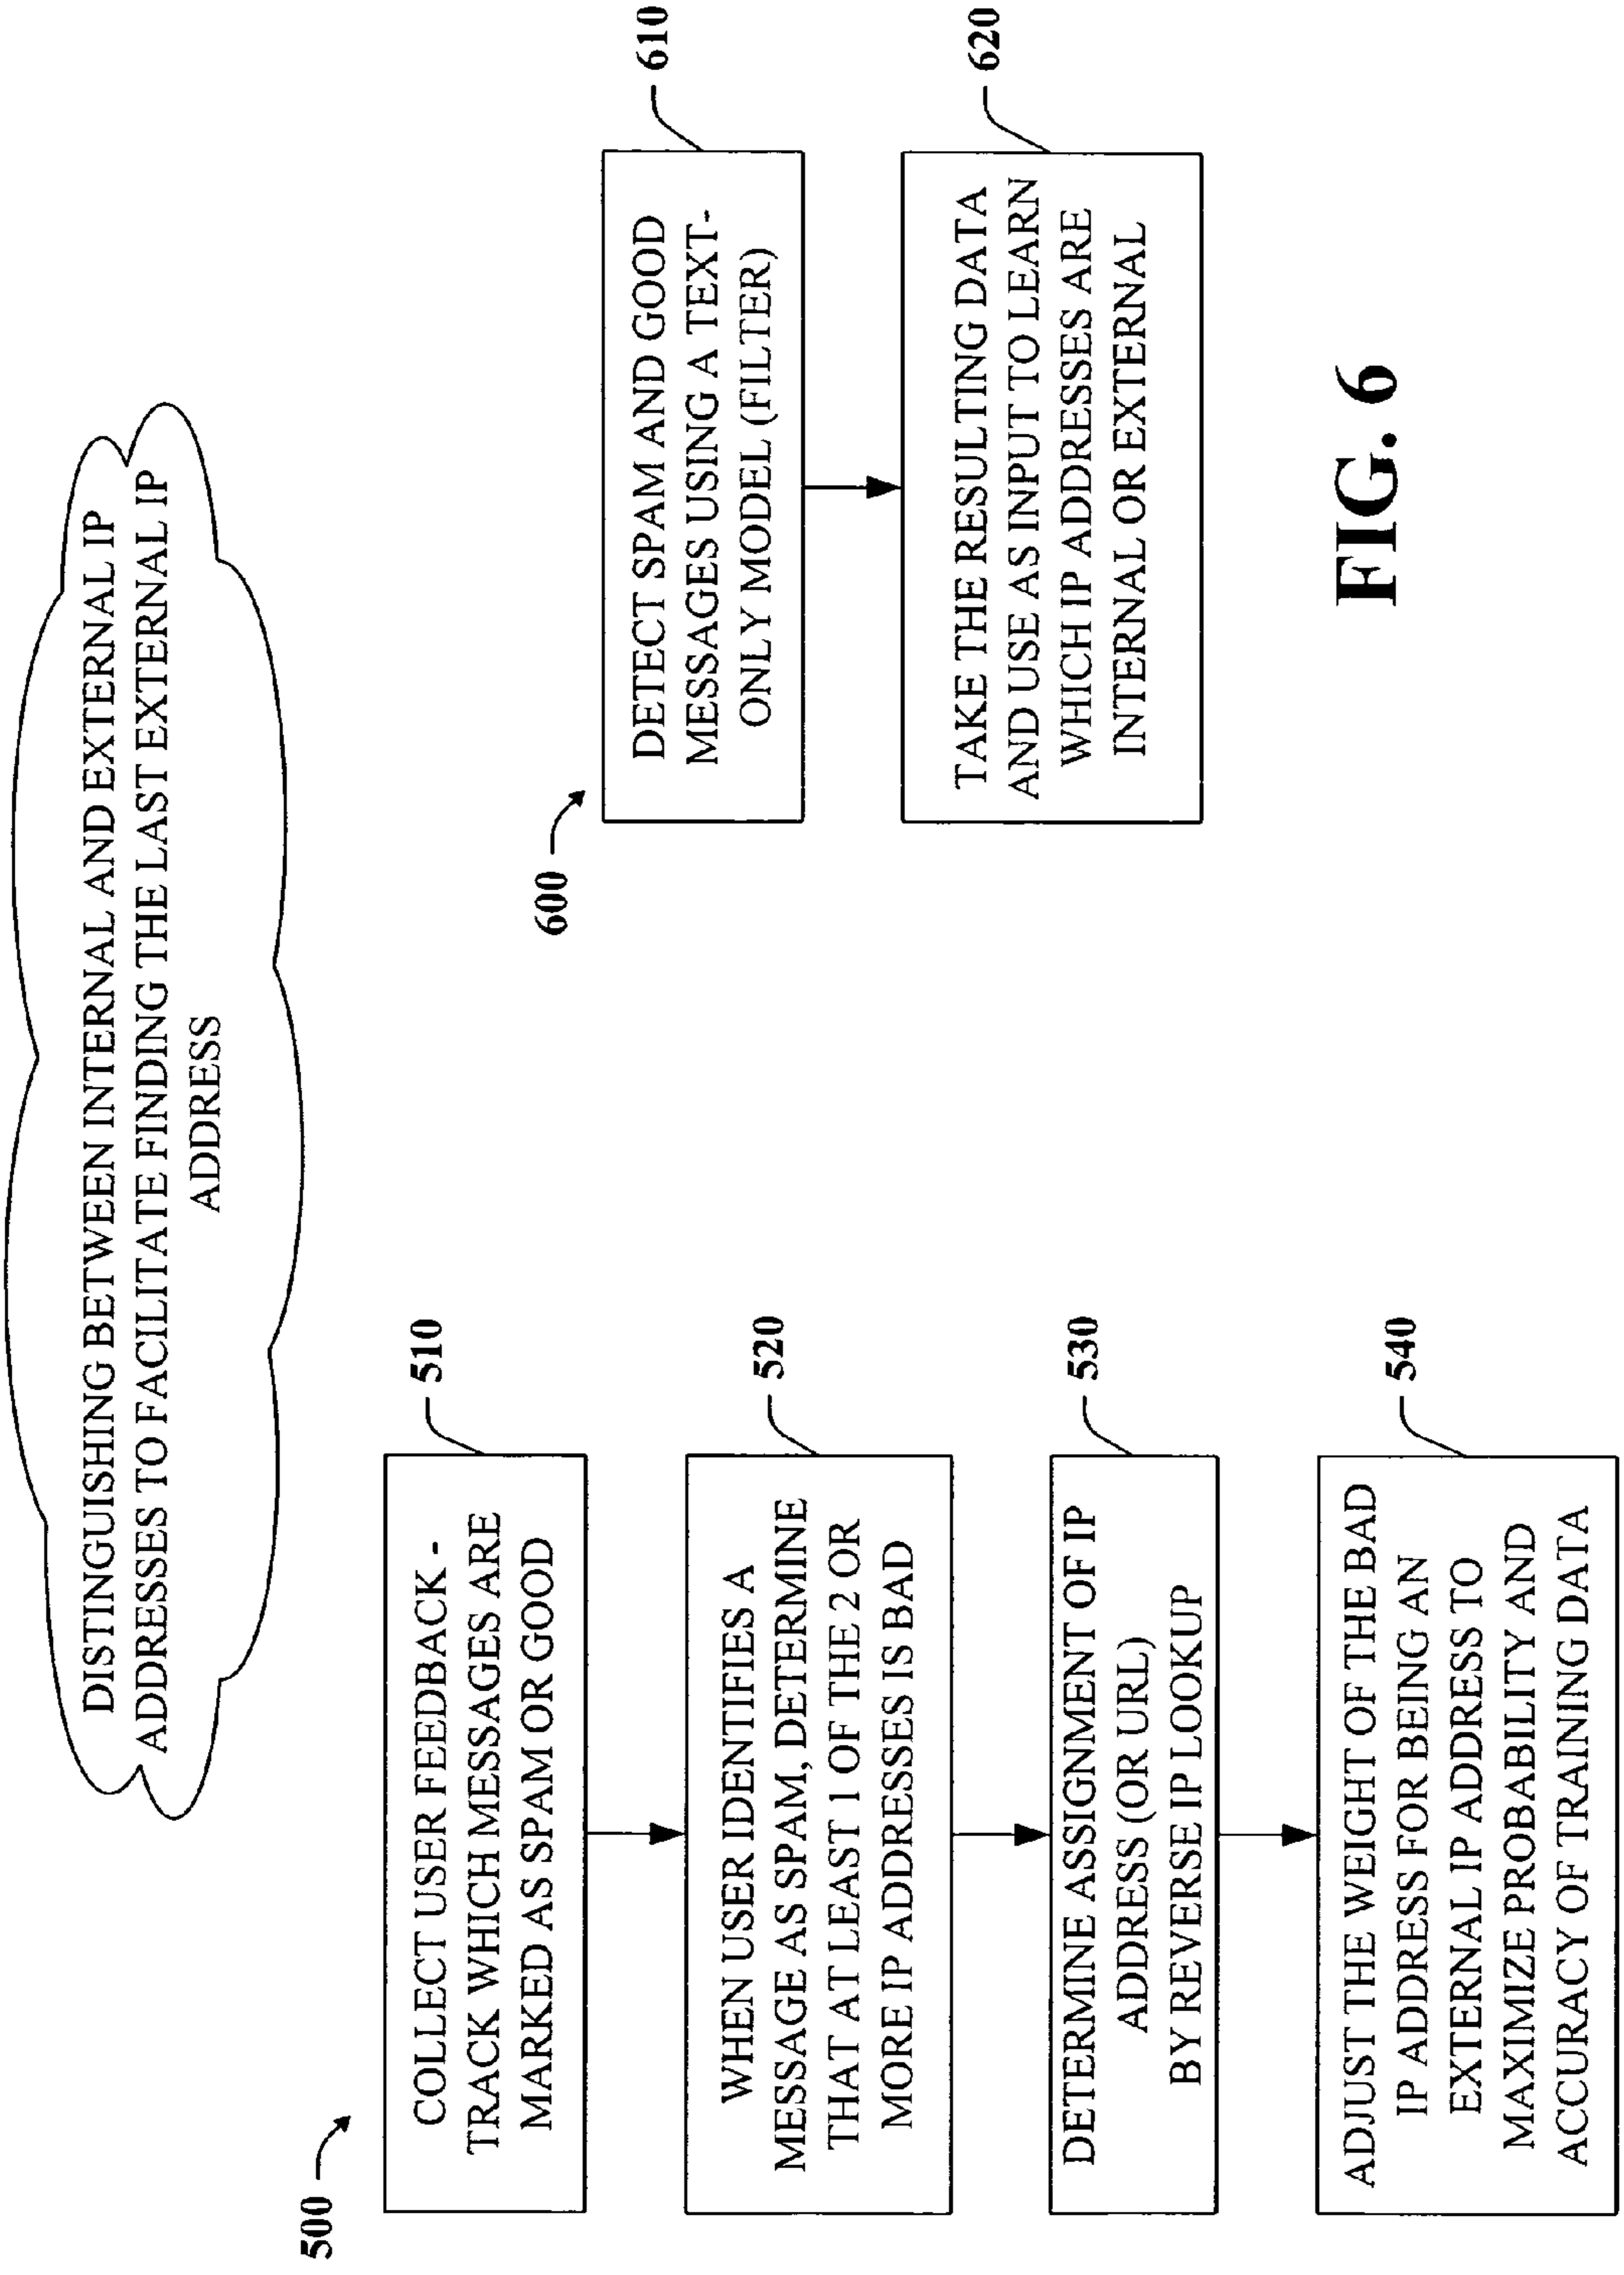 DISTINGUISHING BETWEEN INTERNAL AND EXTERNAL IP
ADDRESSES TO FACILITATE FINDING THE LAST EXTERNAL IP
ADDRESS
500
510
COLLECT USER FEEDBACK -
TRACK WHICH MESSAGES ARE
MARKED AS SPAM OR GOOD
520
WHEN USER IDENTIFIES A
MESSAGE AS SPAM, DETERMINE
THAT AT LEAST 1 OF THE 2 OR
MORE IP ADDRESSES IS BAD
530
DETERMINE ASSIGNMENT OF IP
ADDRESS (OR URL)
BY REVERSE IP LOOKUP
540
ADJUST THE WEIGHT OF THE BAD
IP ADDRESS FOR BEING AN
EXTERNAL IP ADDRESS TO
MAXIMIZE PROBABILITY AND
ACCURACY OF TRAINING DATA
600
610
DETECT SPAM AND GOOD
MESSAGES USING A TEXT-
ONLY MODEL (FILTER)
620
TAKE THE RESULTING DATA
AND USE AS INPUT TO LEARN
WHICH IP ADDRESSES ARE
INTERNAL OR EXTERNAL
FIG. 6